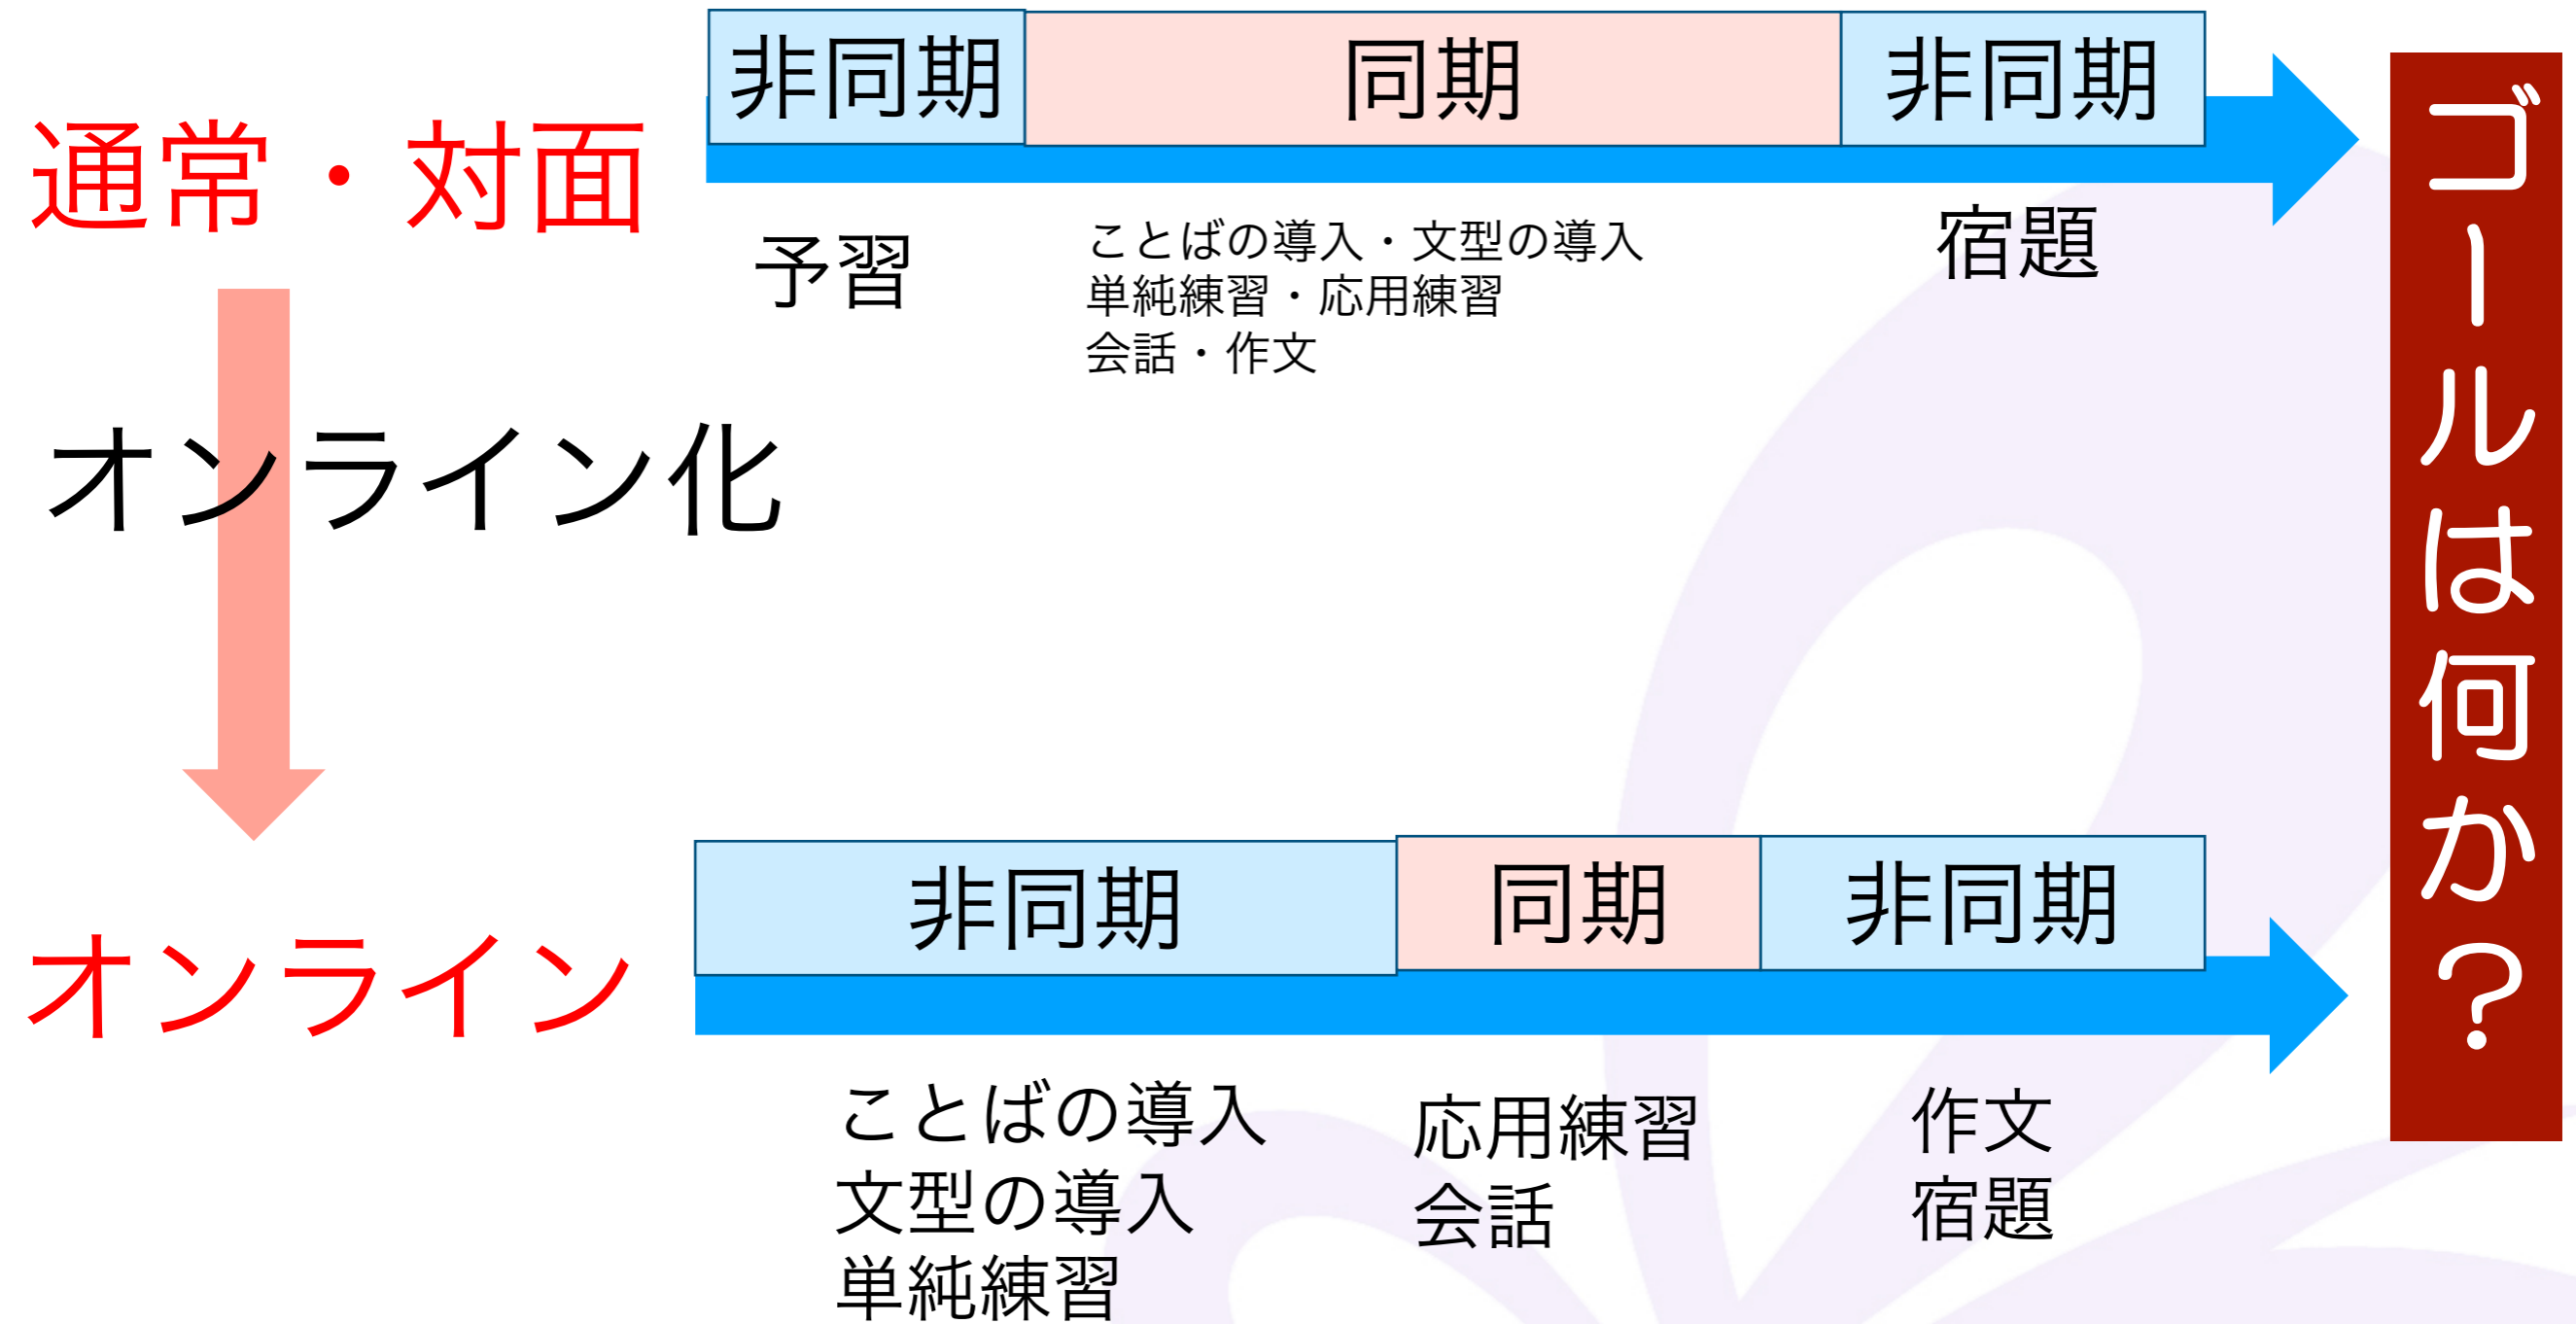 非同期
同期
非同期
通常・対面
予習
ことばの導入・文型の導入
単純練習・応用練習
会話・作文
宿題
オンライン化
オンライン
非同期
同期
非同期
ことばの導入
文型の導入
単純練習
応用練習
会話
作文
宿題
ゴールは何か？